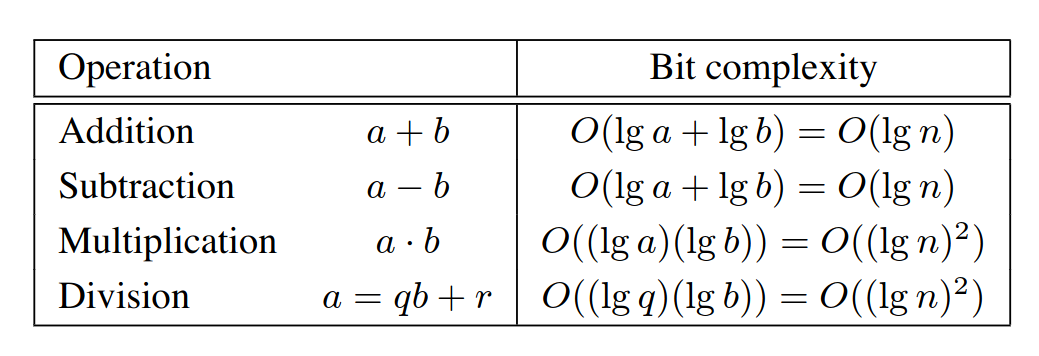 Operation Bit complexity
Addition a + b O(lg a + lg b) = O(lg n)
Subtraction a − b O(lg a + lg b) = O(lg n)
Multiplication a · b O((lg a)(lg b)) = O((lg n)²)
Division a = qb + r O((lg q)(lg b)) = O((lg n)²)